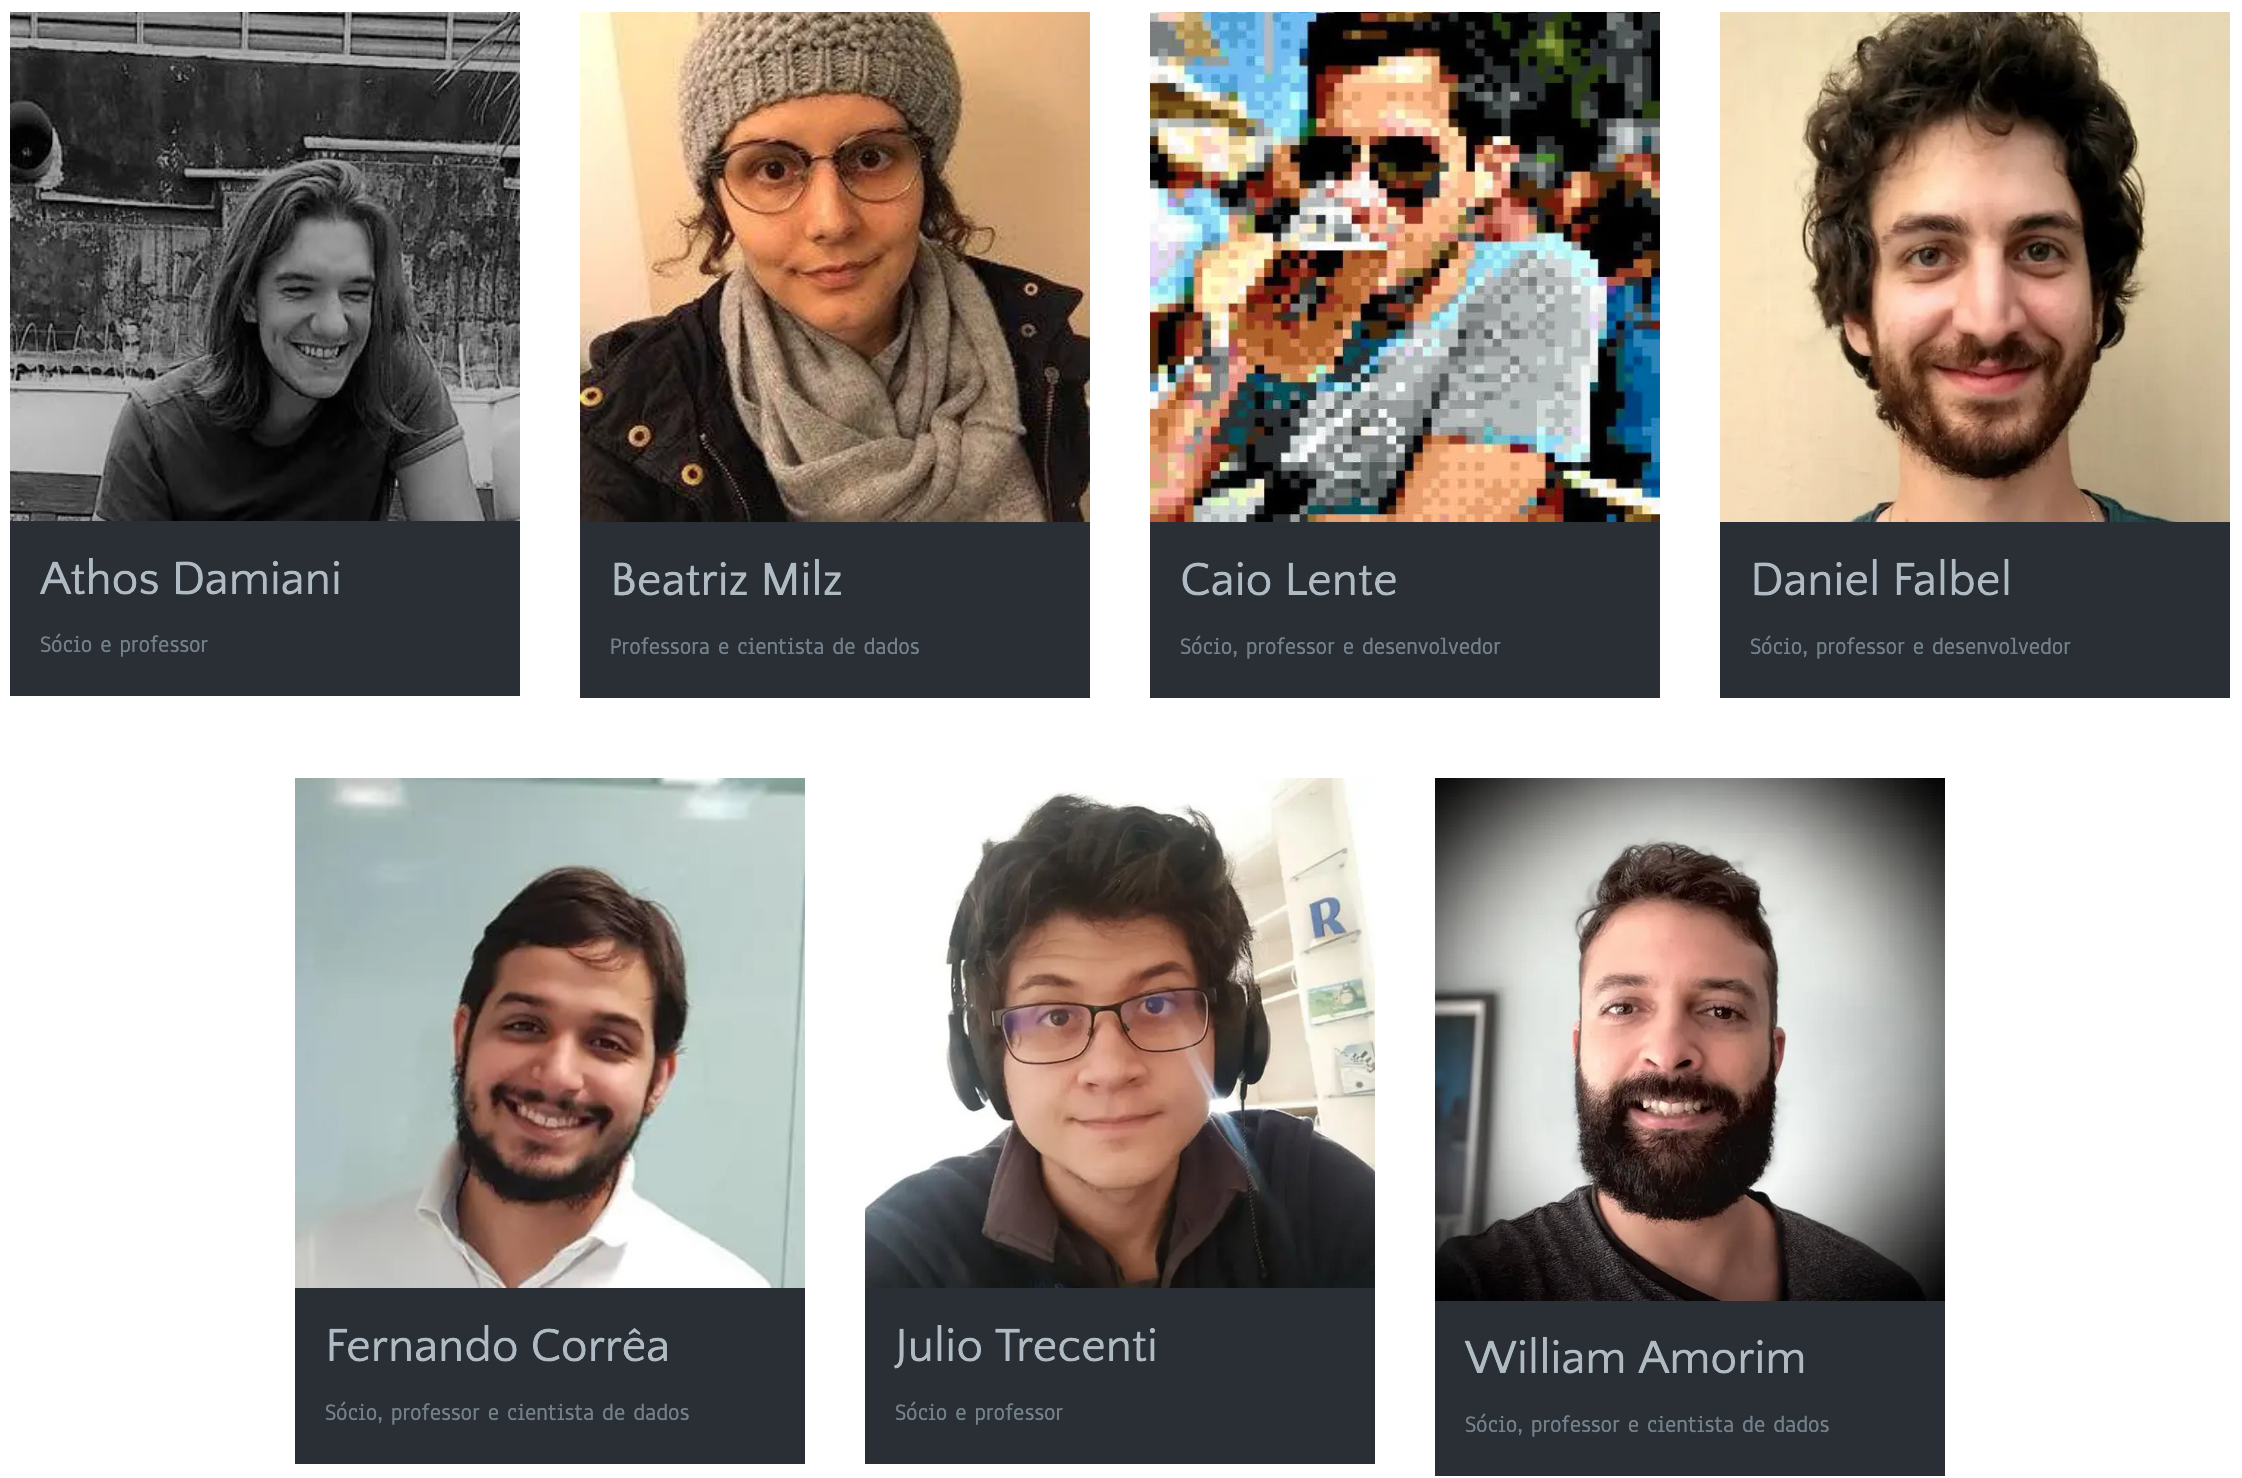 Athos Damiani
Sócio e professor
Beatriz Milz
Professora e cientista de dados
Caio Lente
Sócio, professor e desenvolvedor
Daniel Falbel
Sócio, professor e desenvolvedor
R
Fernando Corrêa
Sócio, professor e cientista de dados
Julio Trecenti
Sócio e professor
William Amorim
Sócio, professor e cientista de dados